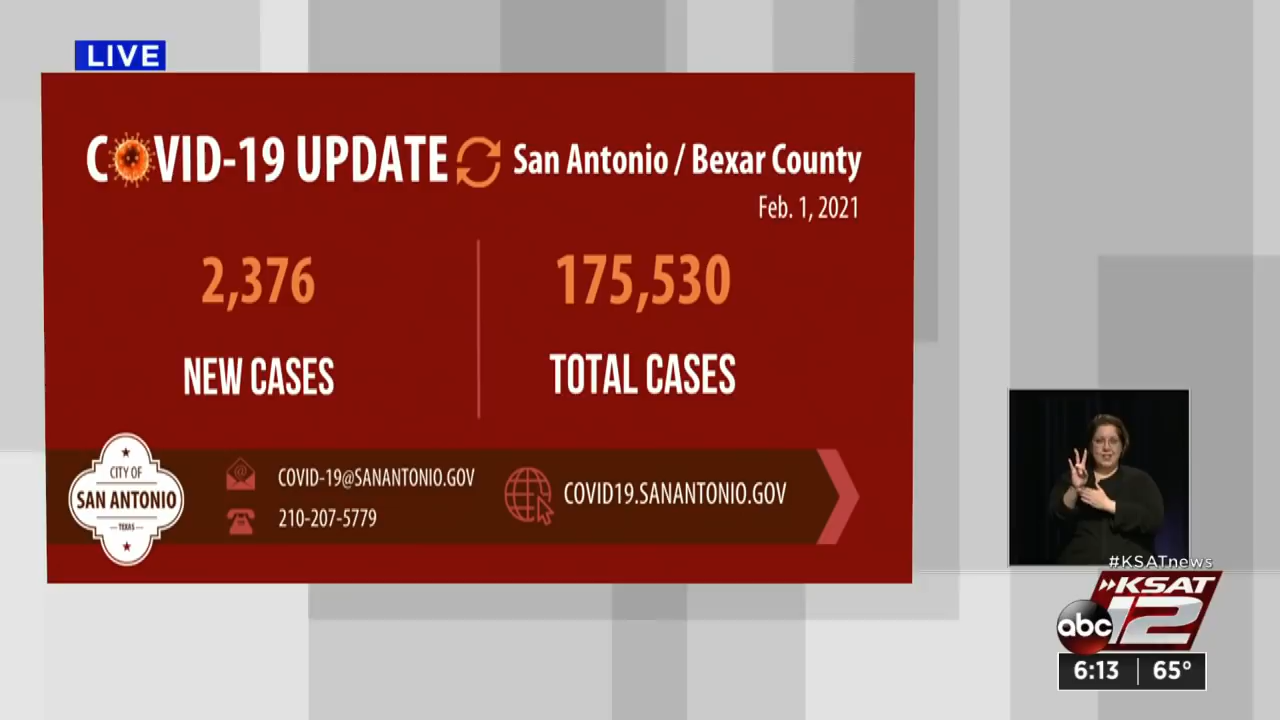 LIVE
COVID-19 UPDATE
San Antonio / Bexar County
Feb. 1, 2021
2,376
NEW CASES
175,530
TOTAL CASES
CITY OF
SAN ANTONIO
TEXAS
COVID-19@SANANTONIO.GOV
210-207-5779
COVID19.SANANTONIO.GOV
#KSATnews
KSAT
abc 12
6:13 65°